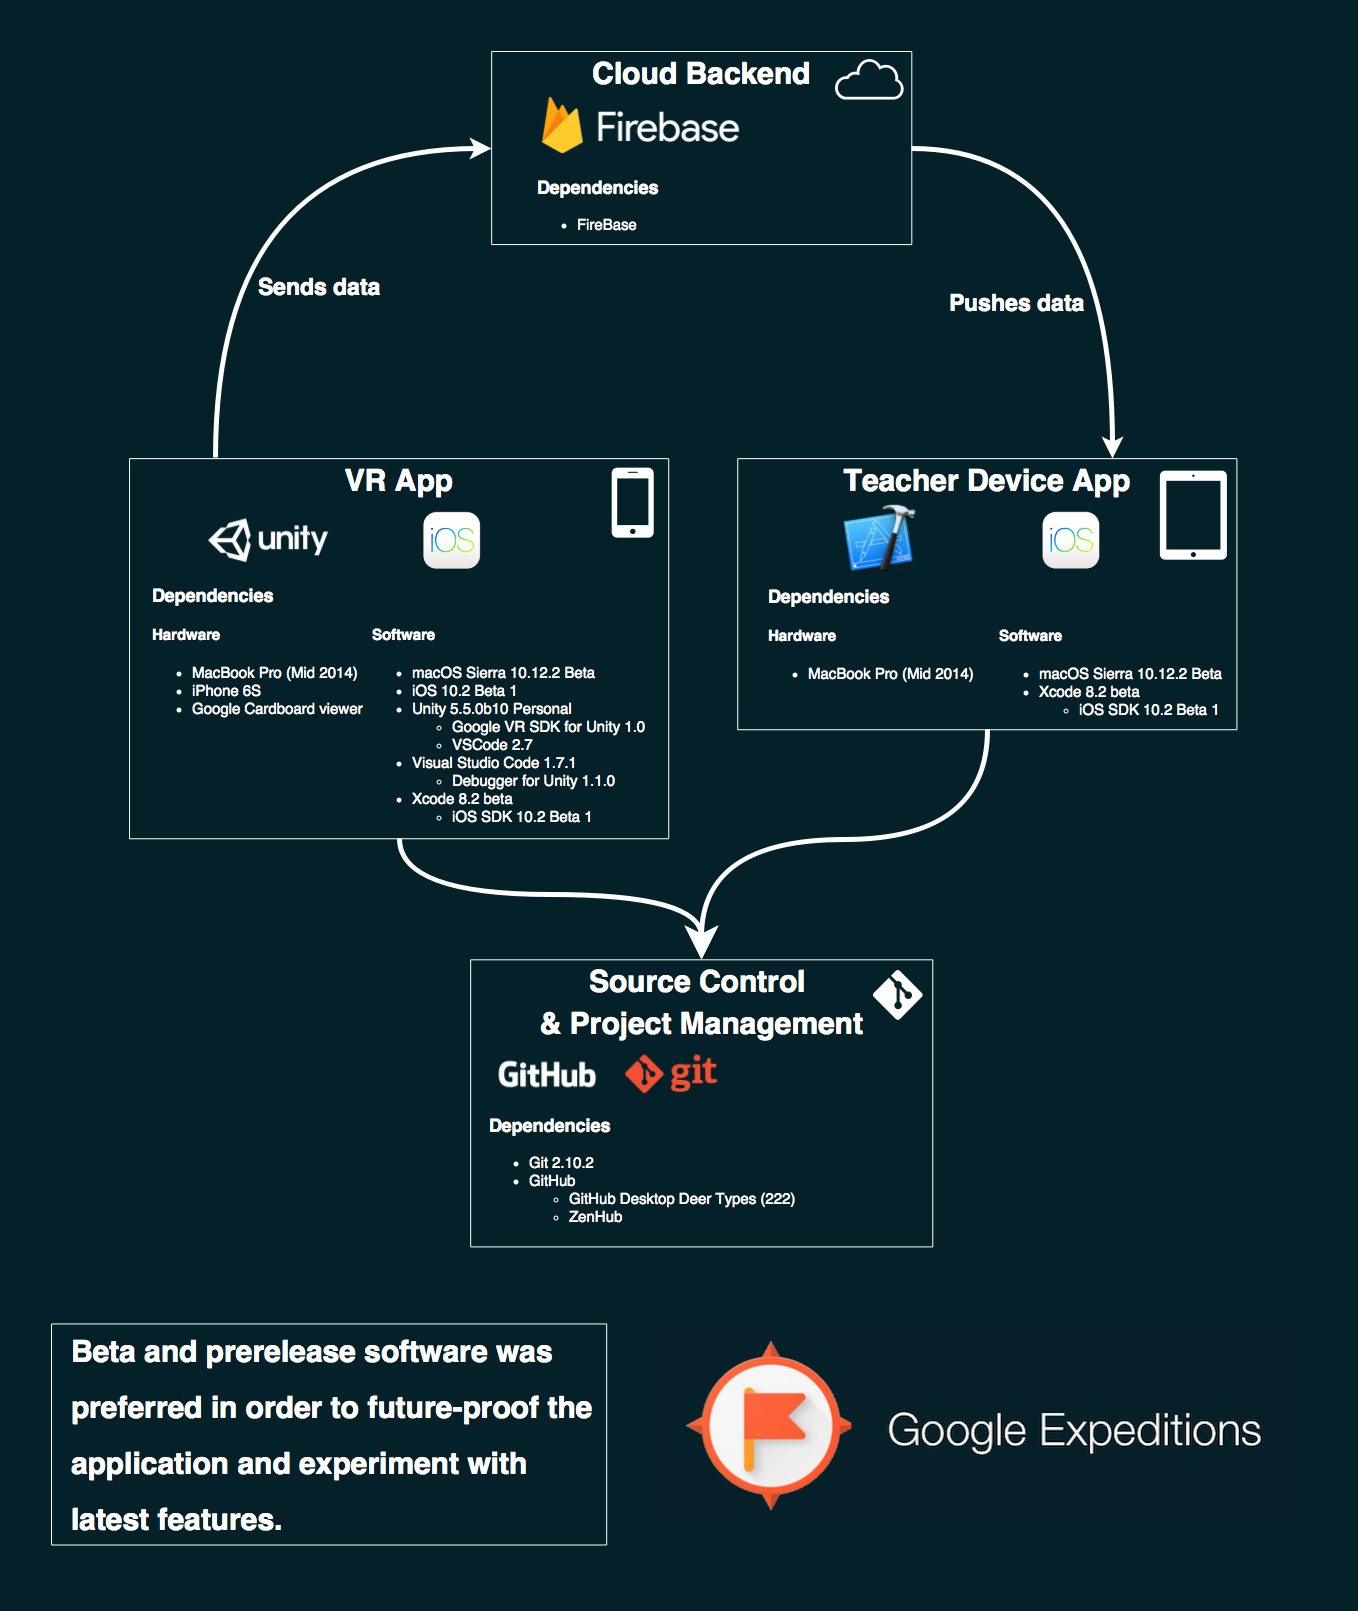 Cloud Backend
Firebase
Dependencies
FireBase
Sends data
Pushes data
VR App
unity
iOS
Dependencies
Hardware
MacBook Pro (Mid 2014)
iPhone 6S
Google Cardboard viewer
Software
macOS Sierra 10.12.2 Beta
iOS 10.2 Beta 1
Unity 5.5.0b10 Personal
Google VR SDK for Unity 1.0
VSCode 2.7
Visual Studio Code 1.7.1
Debugger for Unity 1.1.0
Xcode 8.2 beta
iOS SDK 10.2 Beta 1
Teacher Device App
iOS
Dependencies
Hardware
MacBook Pro (Mid 2014)
Software
macOS Sierra 10.12.2 Beta
Xcode 8.2 beta
iOS SDK 10.2 Beta 1
Source Control
& Project Management
GitHub
git
Dependencies
Git 2.10.2
GitHub
GitHub Desktop Deer Types (222)
ZenHub
Beta and prerelease software was
preferred in order to future-proof the
application and experiment with
latest features.
Google Expeditions